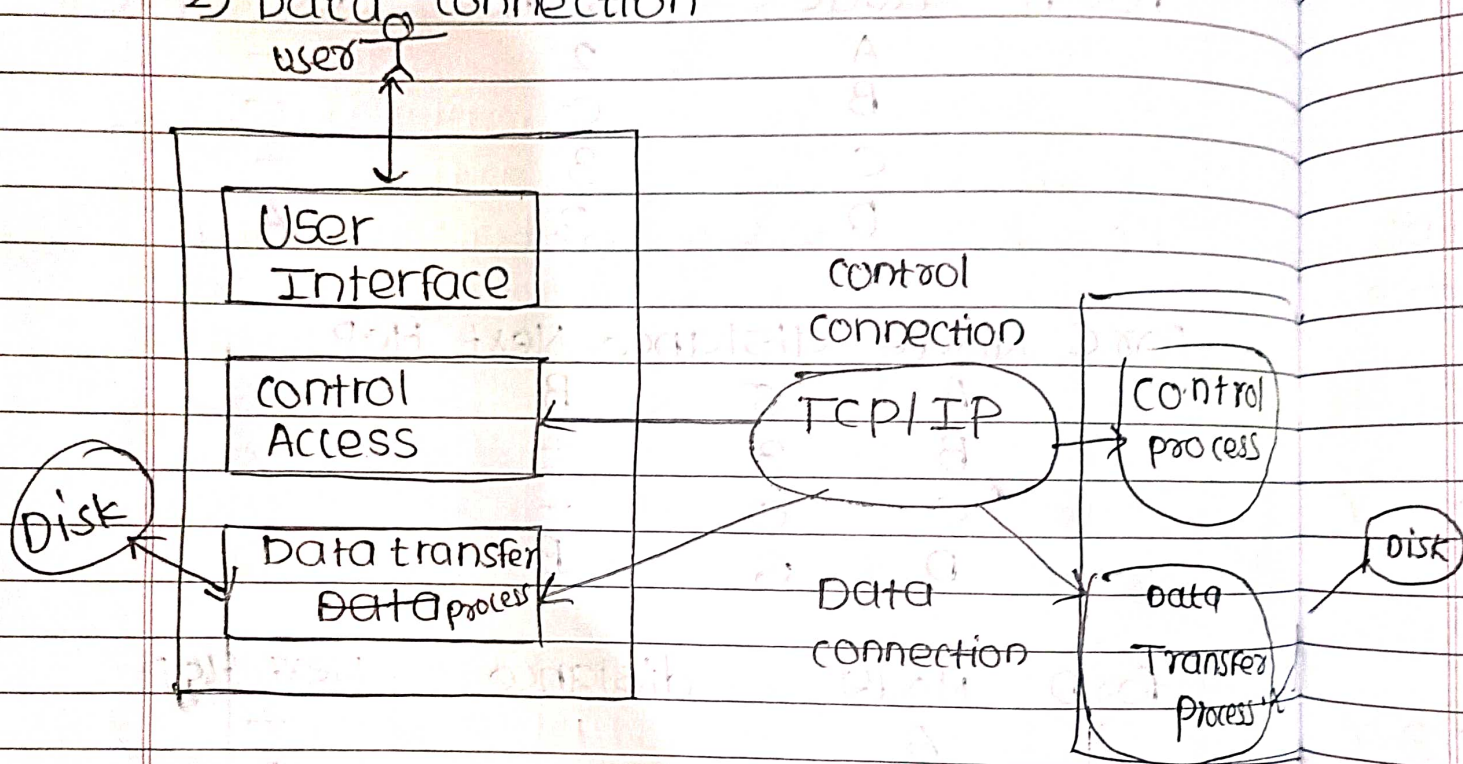 2) Data connection
user
User
Interface
control
connection
control
Access
TCP/IP
control
process
Disk
Data transfer
Data process
Disk
Data
connection
Data
Transfer
Process